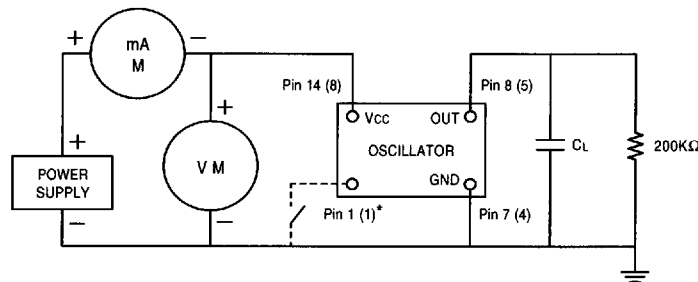 + mA M −
Pin 14 (8)
Pin 8 (5)
+
+
POWER SUPPLY
−
V M
−
VCC OUT
OSCILLATOR
GND
Pin 1 (1)*
Pin 7 (4)
CL
200KΩ